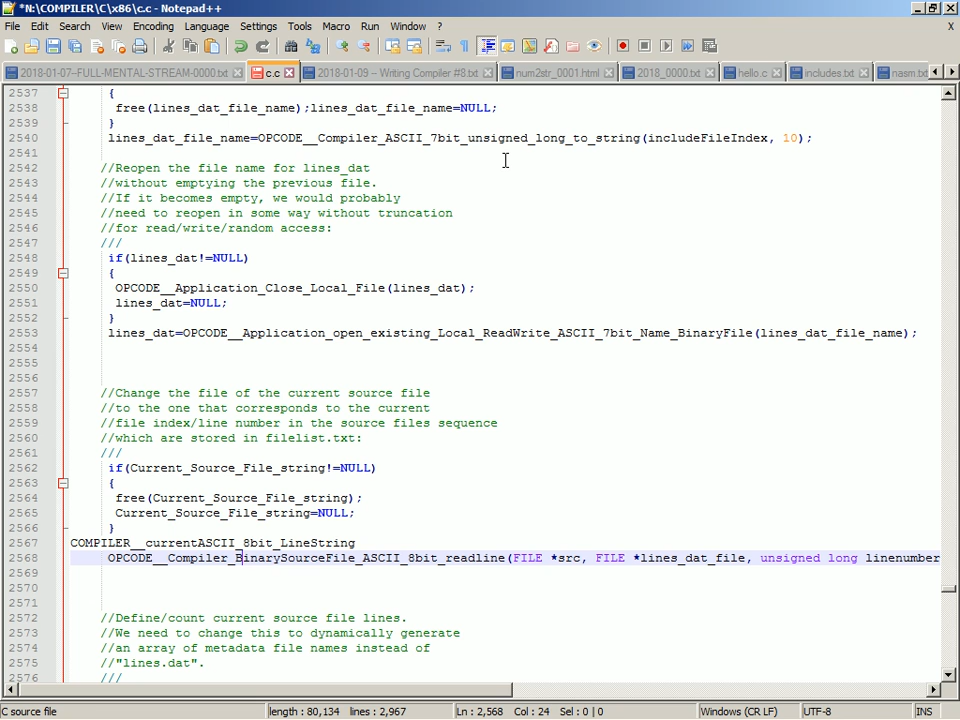 *N:\COMPILER\C\x86\c.c - Notepad++
File Edit Search View Encoding Language Settings Tools Macro Run Window ? X
2018-01-07-FULL-MENTAL-STREAM-0000.txt c.c 2018-01-09 -- Writing Compiler #8.txt num2str_0001.html 2018_0000.txt hello.c includes.txt nasm.tx
2537 {
2538 free(lines_dat_file_name);lines_dat_file_name=NULL;
2539 }
2540 lines_dat_file_name=OPCODE__Compiler_ASCII_7bit_unsigned_long_to_string(includeFileIndex, 10);
2541
2542 //Reopen the file name for lines_dat
2543 //without emptying the previous file.
2544 //If it becomes empty, we would probably
2545 //need to reopen in some way without truncation
2546 //for read/write/random access:
2547 ///
2548 if(lines_dat!=NULL)
2549 {
2550 OPCODE__Application_Close_Local_File(lines_dat);
2551 lines_dat=NULL;
2552 }
2553 lines_dat=OPCODE__Application_open_existing_Local_ReadWrite_ASCII_7bit_Name_BinaryFile(lines_dat_file_name);
2554
2555
2556
2557 //Change the file of the current source file
2558 //to the one that corresponds to the current
2559 //file index/line number in the source files sequence
2560 //which are stored in filelist.txt:
2561 ///
2562 if(Current_Source_File_string!=NULL)
2563 {
2564 free(Current_Source_File_string);
2565 Current_Source_File_string=NULL;
2566 }
2567 COMPILER__currentASCII_8bit_LineString
2568 OPCODE__Compiler_BinarySourceFile_ASCII_8bit_readline(FILE *src, FILE *lines_dat_file, unsigned long linenumber
2569
2570
2571
2572 //Define/count current source file lines.
2573 //We need to change this to dynamically generate
2574 //an array of metadata file names instead of
2575 //"lines.dat".
2576 ///
C source file length : 80,134 lines : 2,967 Ln : 2,568 Col : 24 Sel : 0 | 0 Windows (CR LF) UTF-8 INS